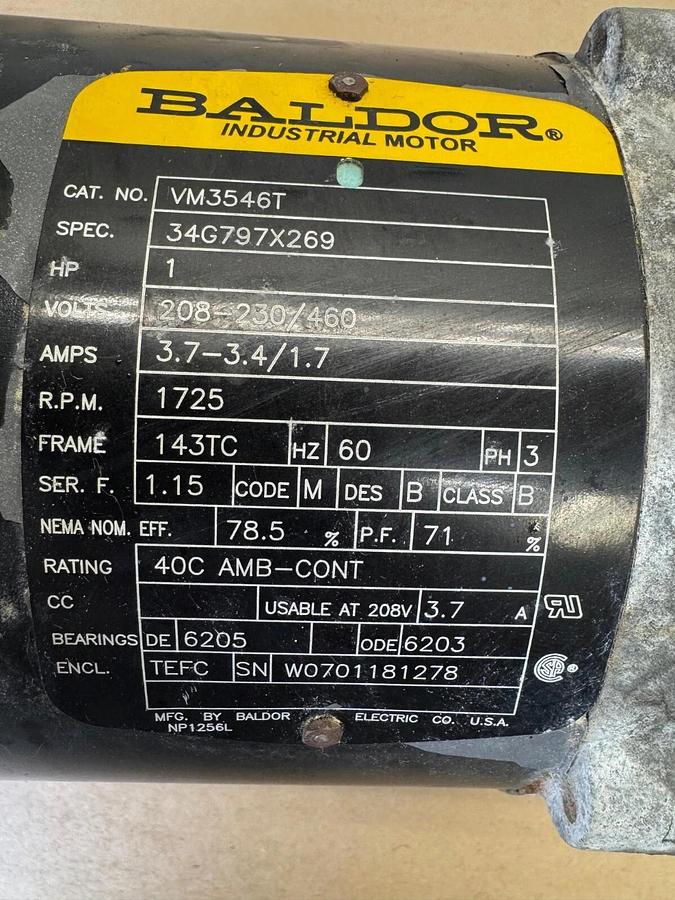 BALDOR®
INDUSTRIAL MOTOR
CAT. NO. VM3546T
SPEC. 34G797X269
HP 1
VOLTS 208-230/460
AMPS 3.7-3.4/1.7
R.P.M. 1725
FRAME 143TC HZ 60 PH 3
SER. F. 1.15 CODE M DES B CLASS B
NEMA NOM. EFF. 78.5 % P.F. 71 %
RATING 40C AMB-CONT
CC USABLE AT 208V 3.7 A
BEARINGS DE 6205 ODE 6203
ENCL. TEFC SN W0701181278
MFG. BY BALDOR ELECTRIC CO. U.S.A.
NP1256L